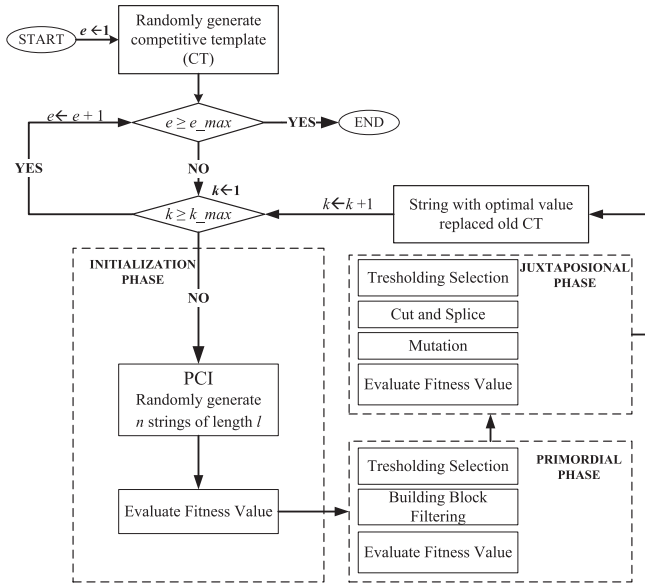 START
e ←1
Randomly generate
competitive template
(CT)
e← e + 1
e ≥ e_max
YES
END
YES
NO
k←1
k ≥ k_max
k←k +1
String with optimal value
replaced old CT
INITIALIZATION
PHASE
NO
PCI
Randomly generate
n strings of length l
Evaluate Fitness Value
JUXTAPOSIONAL
PHASE
Tresholding Selection
Cut and Splice
Mutation
Evaluate Fitness Value
PRIMORDIAL
PHASE
Tresholding Selection
Building Block
Filtering
Evaluate Fitness Value